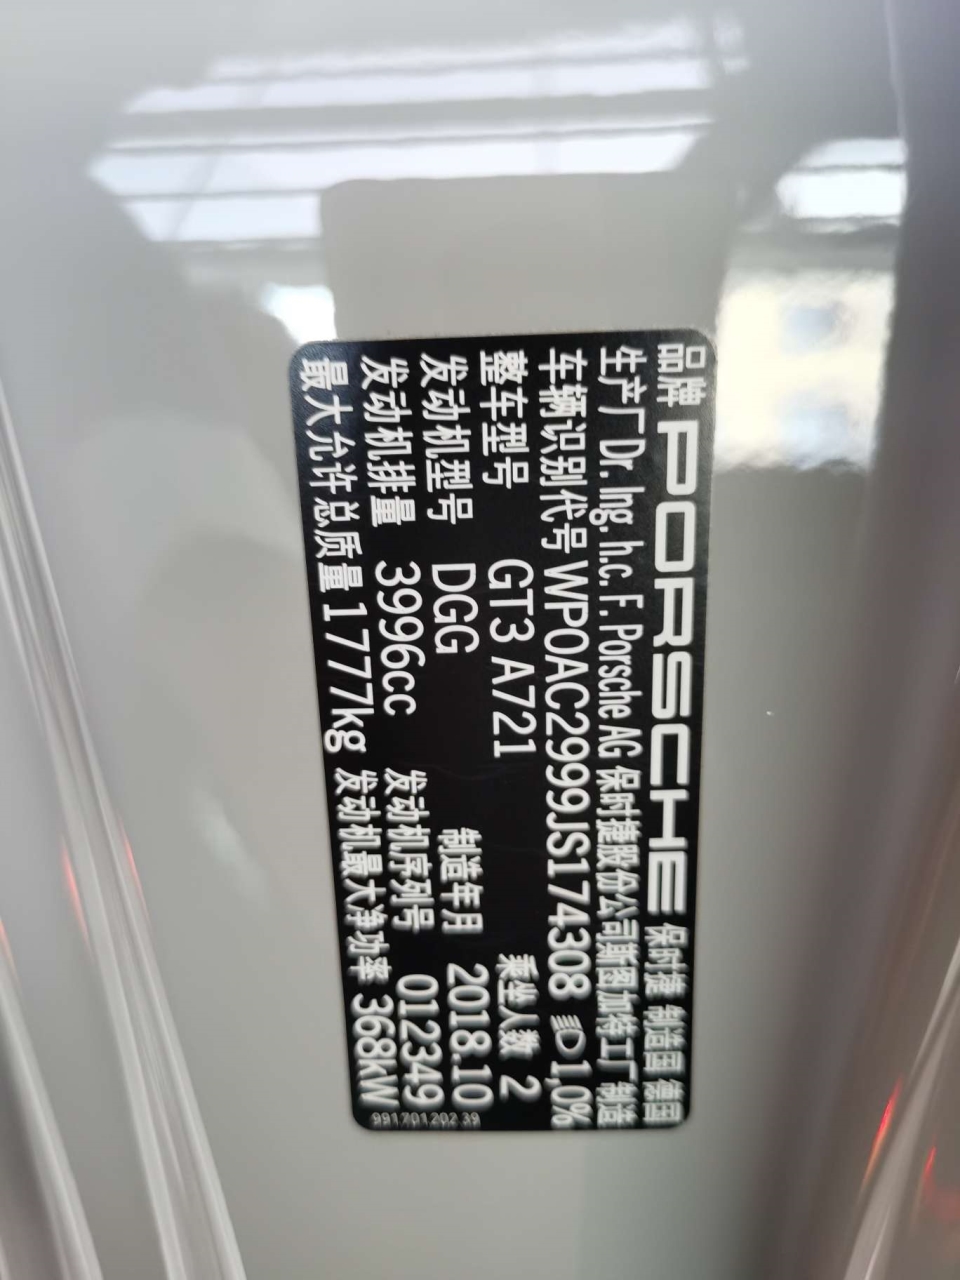 品牌 PORSCHE 保时捷 制造国 德国
生产厂Dr. Ing. h.c. F. Porsche AG 保时捷股份公司斯图加特工厂 制造
车辆识别代号 WP0AC2999JS174308 1,0%
整车型号 GT3 A721 乘坐人数 2
发动机型号 DGG 制造年月 2018.10
发动机排量 3996cc 发动机序列号 012349
最大允许总质量 1777kg 发动机最大净功率 368kW
991701202.39